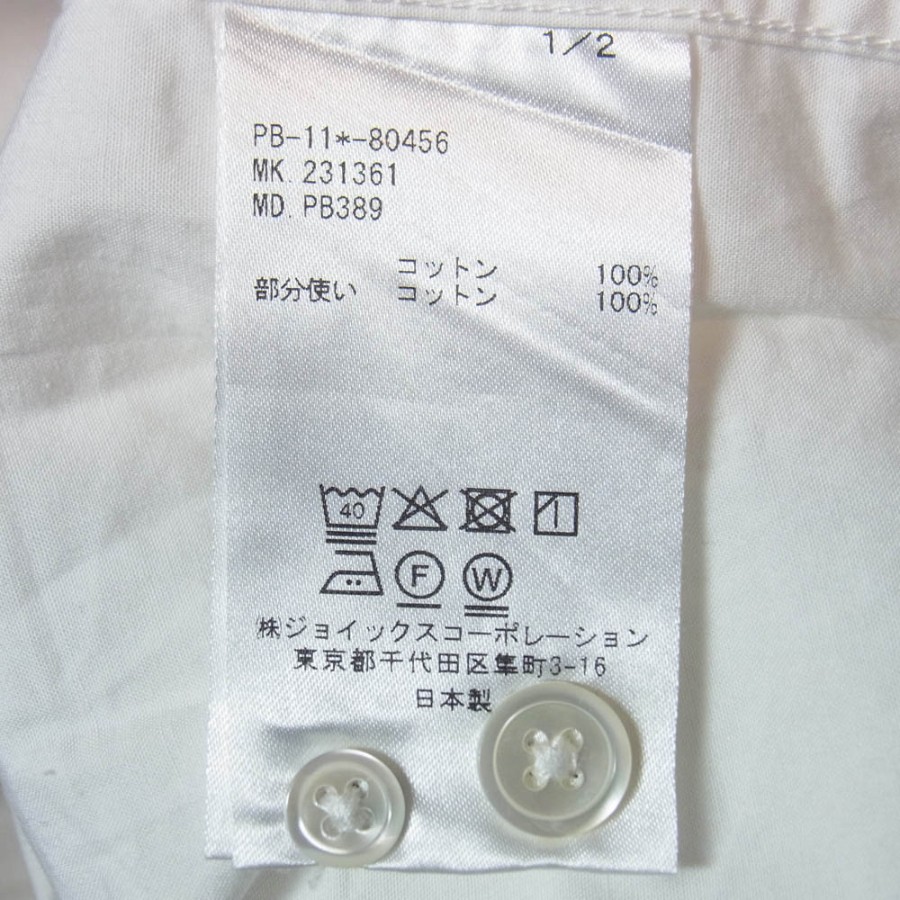 1/2
PB-11*-80456
MK. 231361
MD. PB389
コットン 100%
部分使い コットン 100%
40
F W
㈱ジョイックスコーポレーション
東京都千代田区隼町3-16
日本製